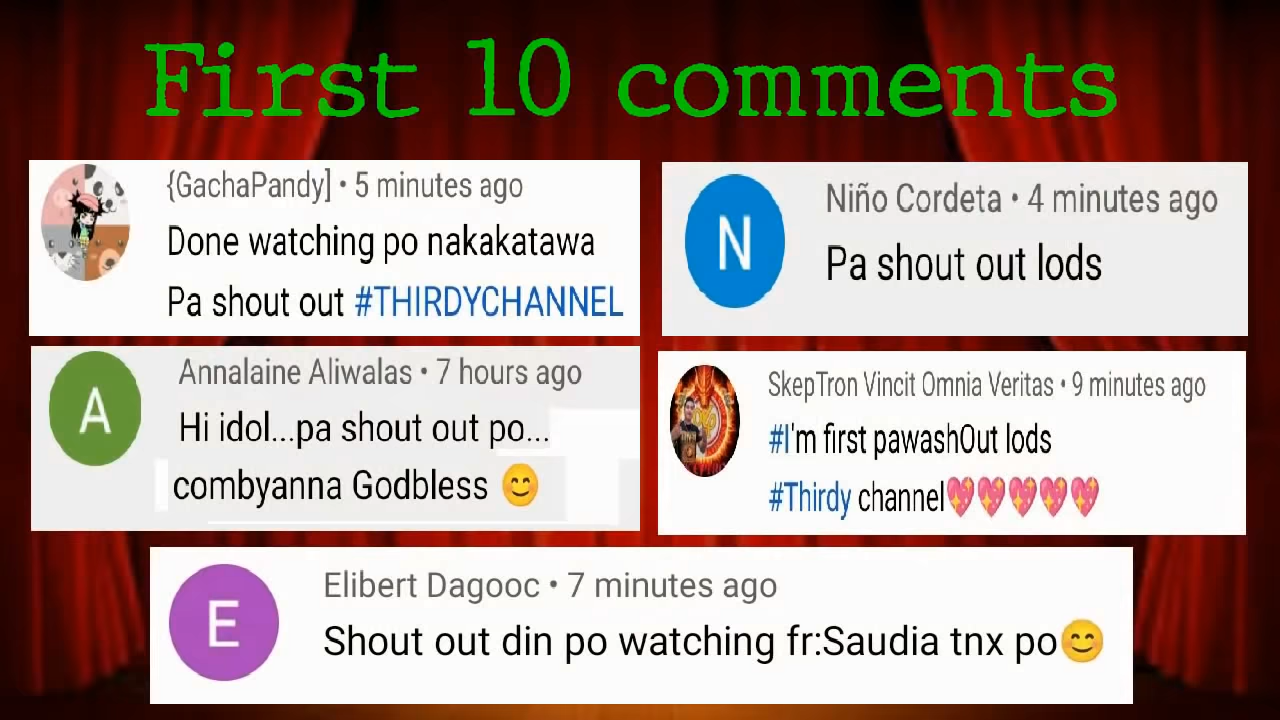 First 10 comments
{GachaPandy] • 5 minutes ago
Done watching po nakakatawa
Pa shout out #THIRDYCHANNEL
N
Niño Cordeta • 4 minutes ago
Pa shout out lods
A
Annalaine Aliwalas • 7 hours ago
Hi idol...pa shout out po...
combyanna Godbless 😊
SkepTron Vincit Omnia Veritas • 9 minutes ago
#I'm first pawashOut lods
#Thirdy channel💖💖💖💖💖
E
Elibert Dagooc • 7 minutes ago
Shout out din po watching fr:Saudia tnx po😊